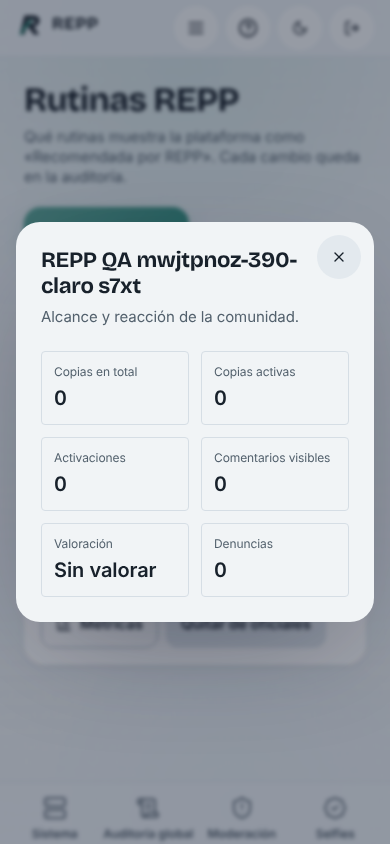 REPP
Rutinas REPP
Qué rutinas muestra la plataforma como
«Recomendada por REPP». Cada cambio queda
en la auditoría.
REPP QA mwjtpnoz-390-
claro s7xt
Alcance y reacción de la comunidad.
Copias en total
0
Copias activas
0
Activaciones
0
Comentarios visibles
0
Valoración
Sin valorar
Denuncias
0
Métricas
Quitar de oficiales
Sistema
Auditoría global
Moderación
Selfies